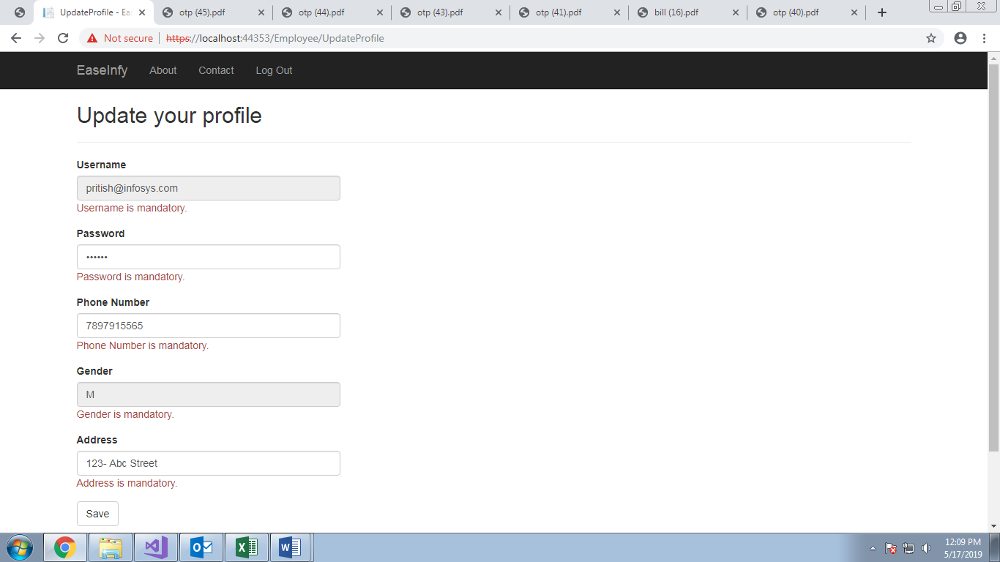 UpdateProfile - Eas
otp (45).pdf
otp (44).pdf
otp (43).pdf
otp (41).pdf
bill (16).pdf
otp (40).pdf
Not secure
https://localhost:44353/Employee/UpdateProfile
EaseInfy
About
Contact
Log Out
Update your profile
Username
pritish@infosys.com
Username is mandatory.
Password
••••••
Password is mandatory.
Phone Number
7897915565
Phone Number is mandatory.
Gender
M
Gender is mandatory.
Address
123- Abc Street
Address is mandatory.
Save
12:09 PM
5/17/2019